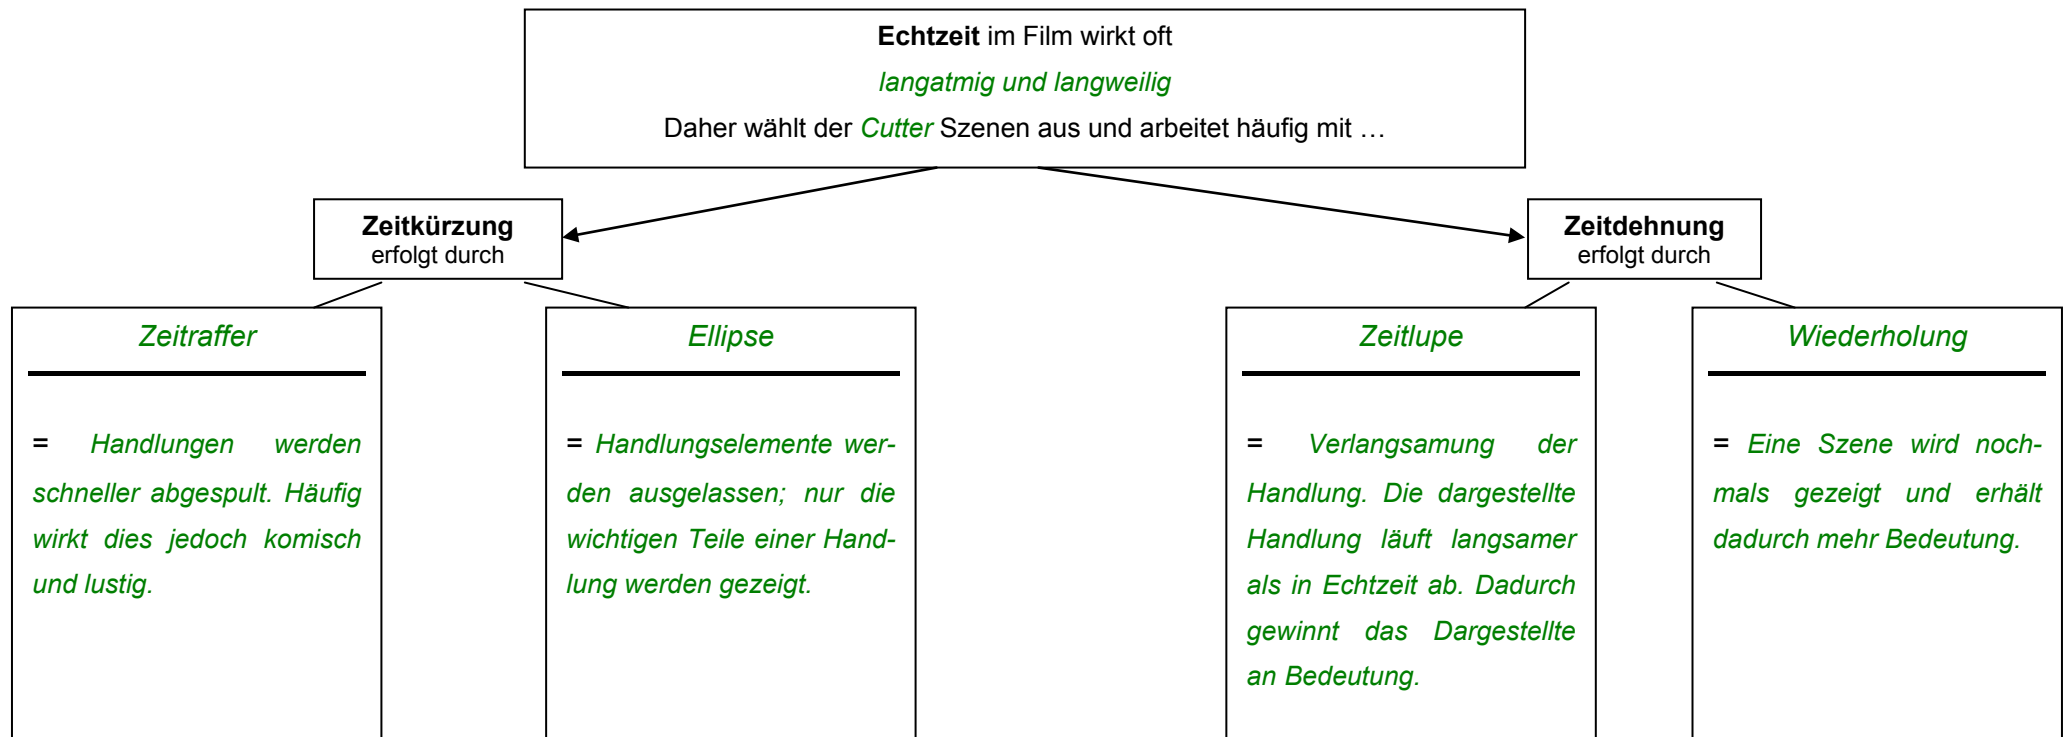 Echtzeit im Film wirkt oft
langatmig und langweilig
Daher wählt der Cutter Szenen aus und arbeitet häufig mit …
Zeitkürzung
erfolgt durch
Zeitdehnung
erfolgt durch
Zeitraffer
= Handlungen werden
schneller abgespult. Häufig
wirkt dies jedoch komisch
und lustig.
Ellipse
= Handlungselemente wer-
den ausgelassen; nur die
wichtigen Teile einer Hand-
lung werden gezeigt.
Zeitlupe
= Verlangsamung der
Handlung. Die dargestellte
Handlung läuft langsamer
als in Echtzeit ab. Dadurch
gewinnt das Dargestellte
an Bedeutung.
Wiederholung
= Eine Szene wird noch-
mals gezeigt und erhält
dadurch mehr Bedeutung.